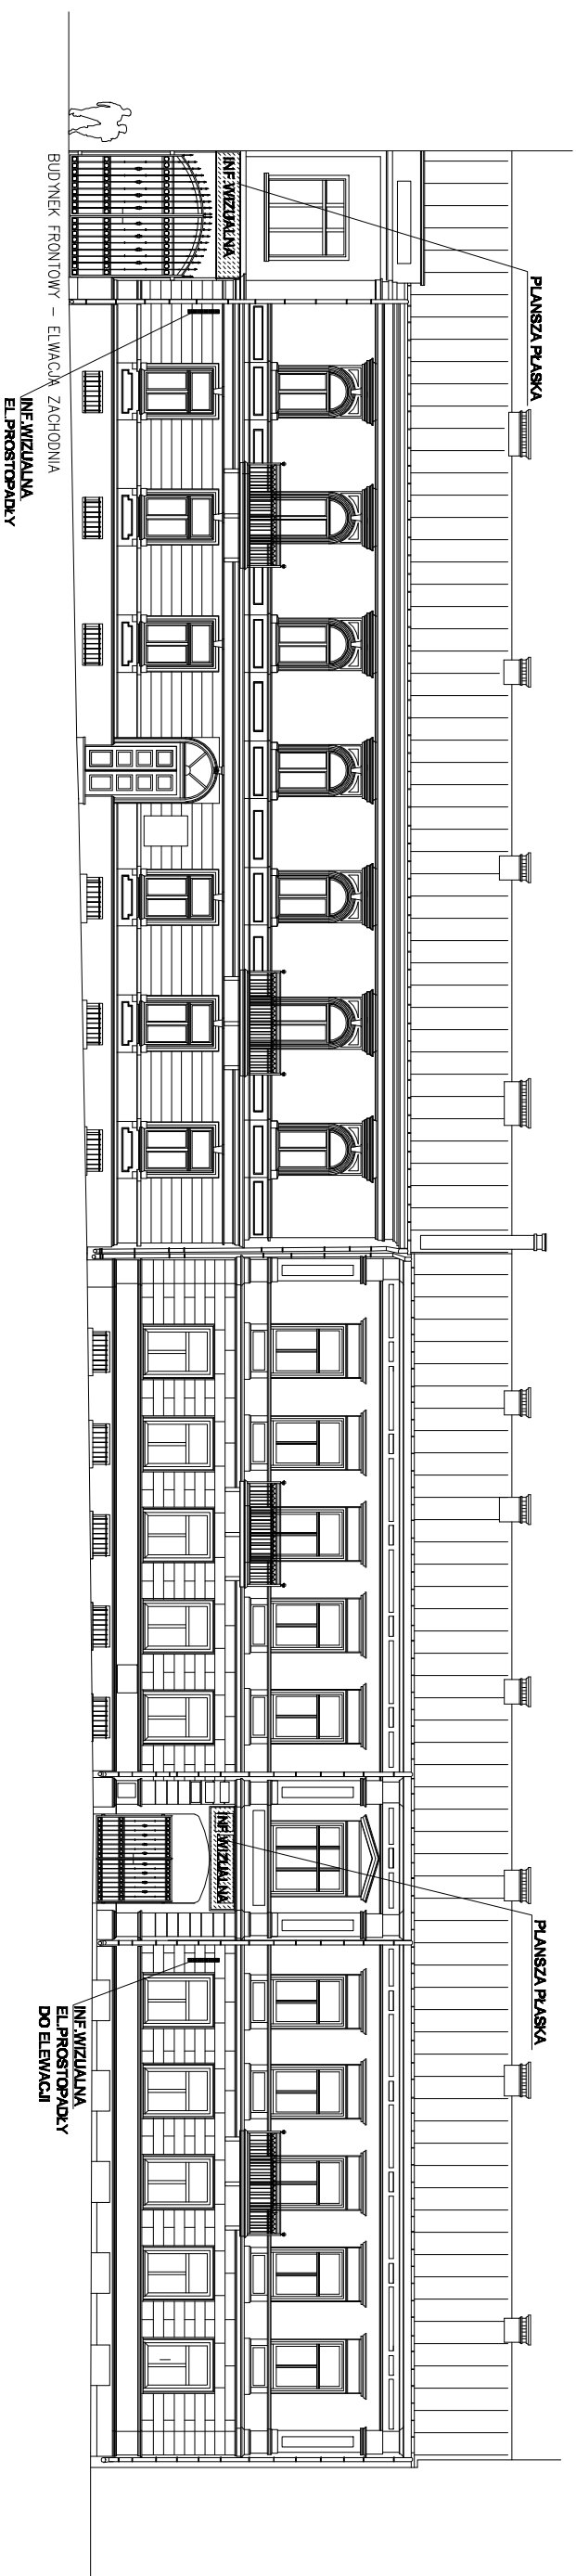 PLANSZA PŁASKA
PLANSZA PŁASKA
INF.WIZUALNA
INF.WIZUALNA
BUDYNEK FRONTOWY – ELWACJA ZACHODNIA
INF.WIZUALNA
EL.PROSTOPADŁY
INF.WIZUALNA
EL.PROSTOPADŁY
DO ELEWACJI